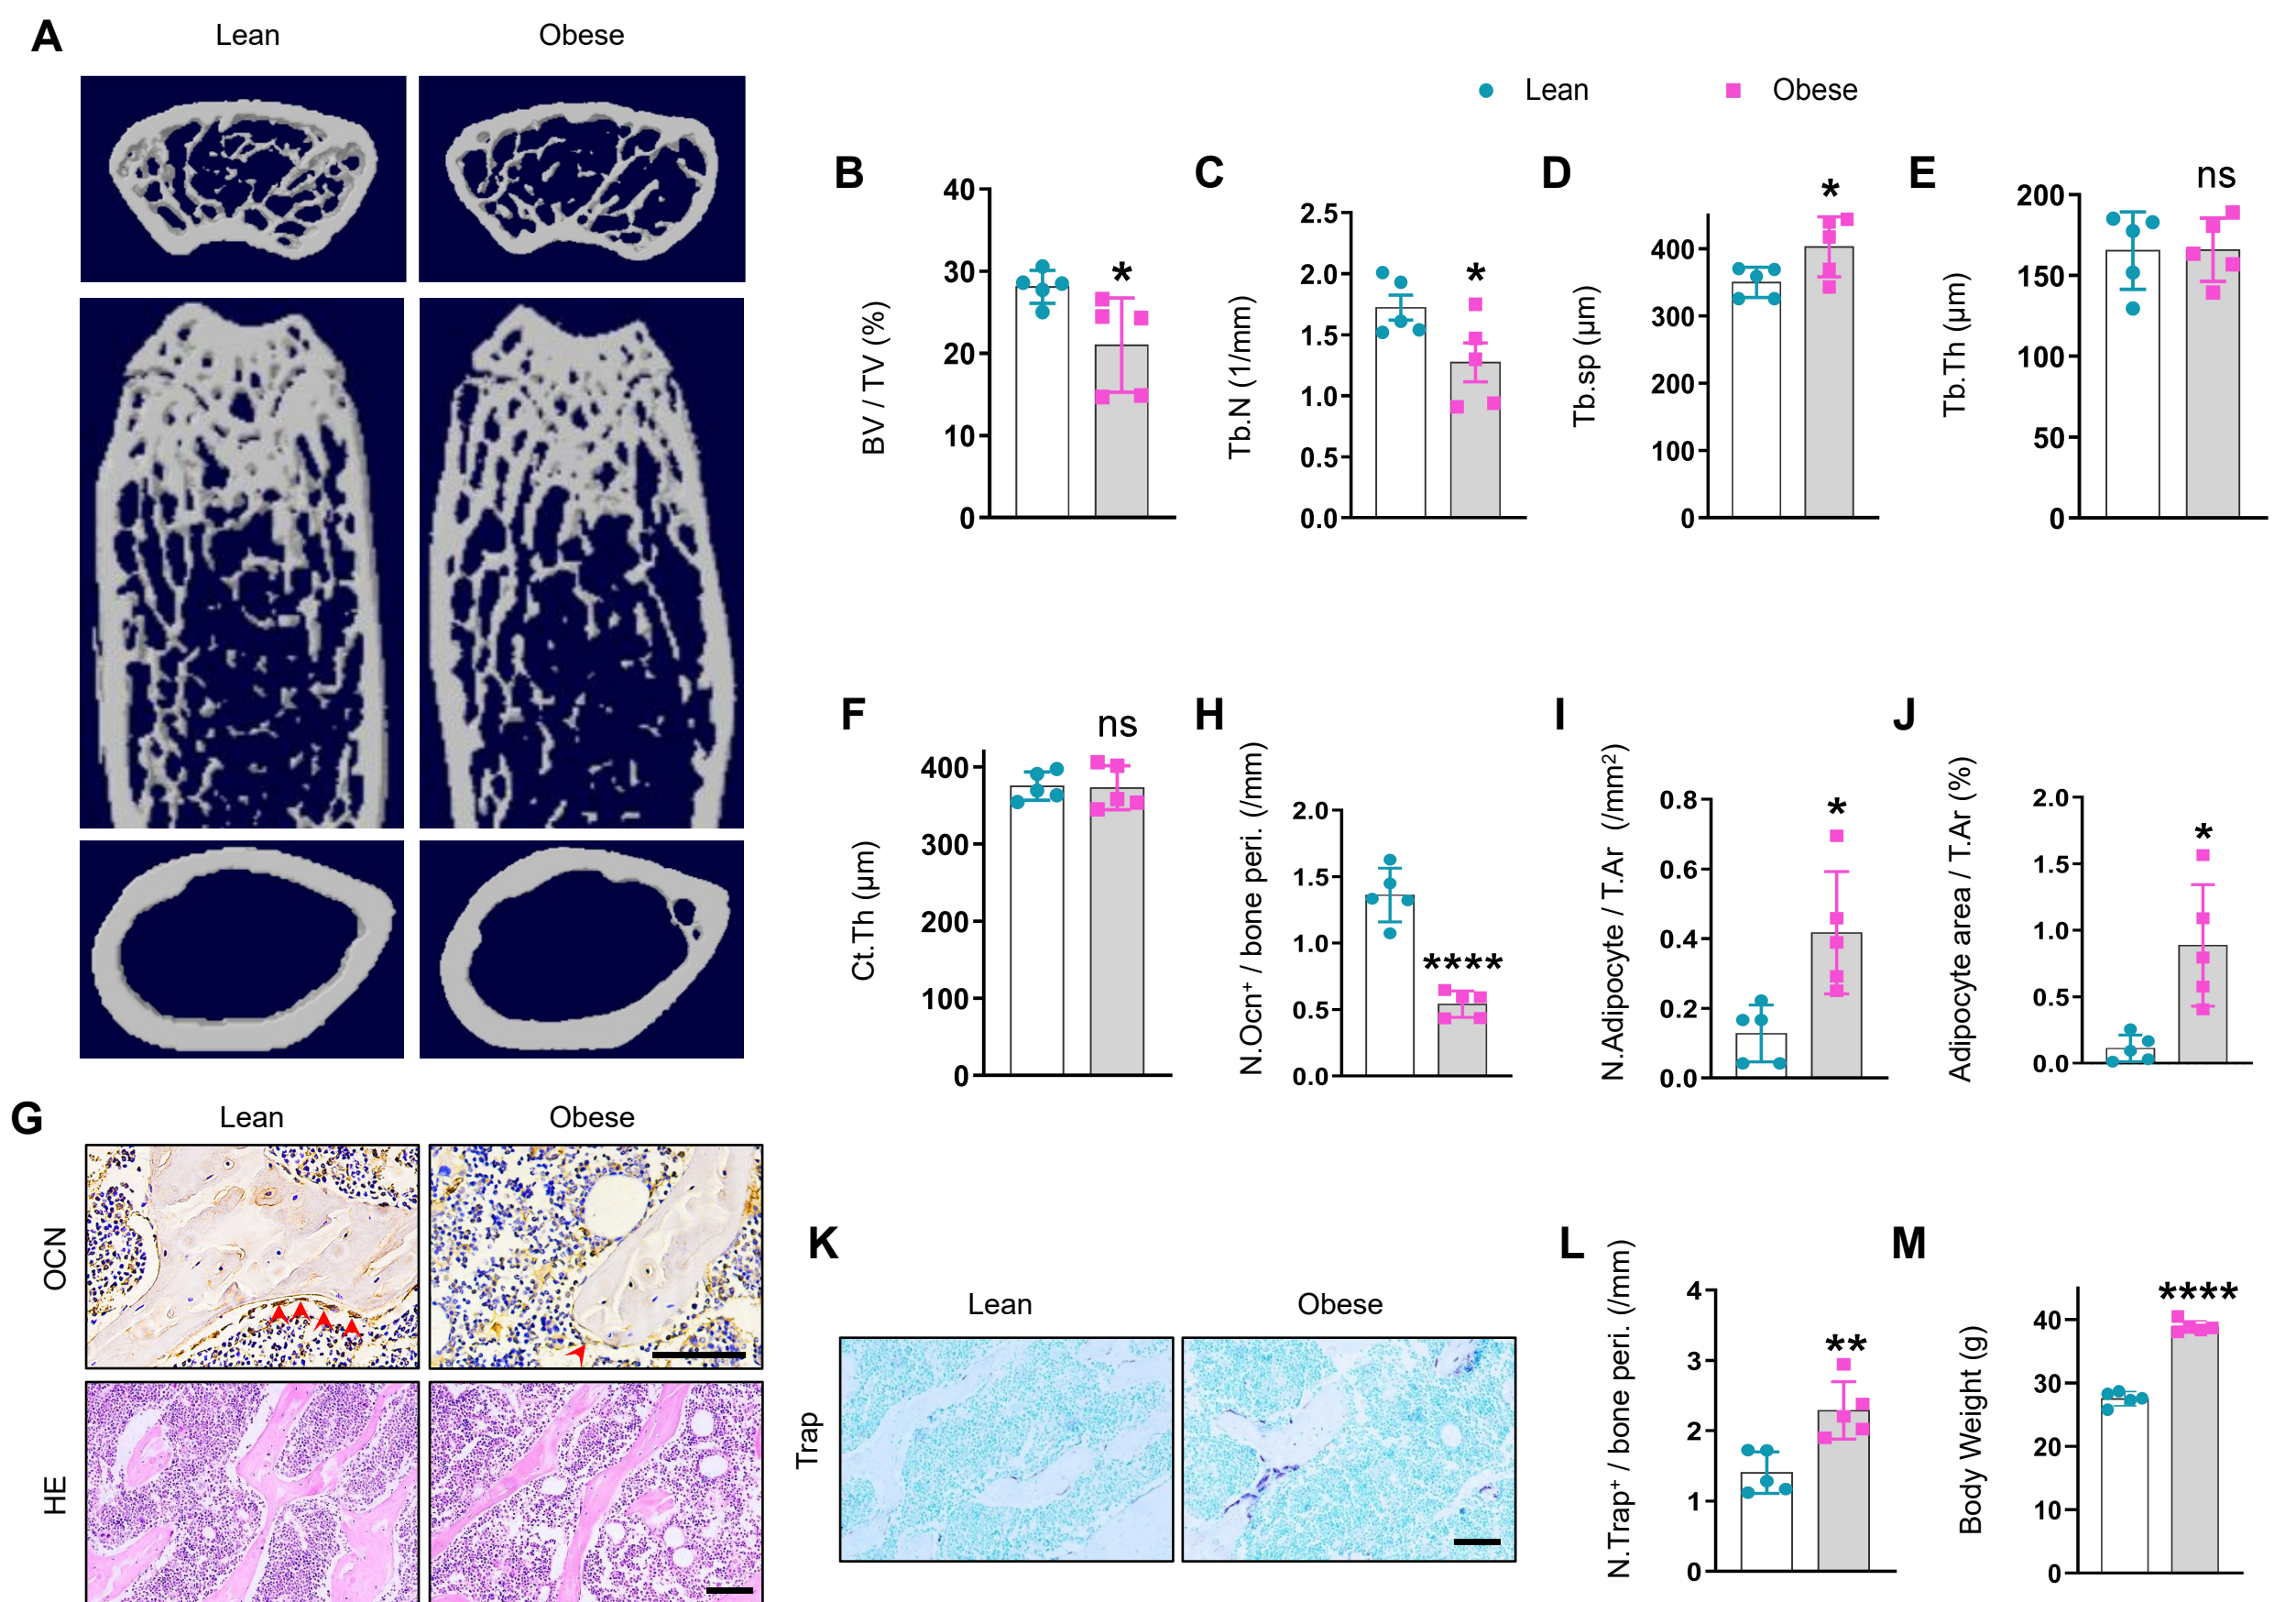 A
Lean
Obese
Lean
Obese
B
BV / TV (%)
40
30
20
10
0
*
C
Tb.N (1/mm)
2.5
2.0
1.5
1.0
0.5
0.0
*
D
Tb.sp (μm)
400
300
200
100
0
*
E
Tb.Th (μm)
200
150
100
50
0
ns
F
Ct.Th (μm)
400
300
200
100
0
ns
H
N.Ocn⁺ / bone peri. (/mm)
2.0
1.5
1.0
0.5
0.0
****
I
N.Adipocyte / T.Ar (/mm²)
0.8
0.6
0.4
0.2
0.0
*
J
Adipocyte area / T.Ar (%)
2.0
1.5
1.0
0.5
0.0
*
G
Lean
Obese
OCN
HE
K
Lean
Obese
Trap
L
N.Trap⁺ / bone peri. (/mm)
4
3
2
1
0
**
M
Body Weight (g)
40
30
20
10
0
****